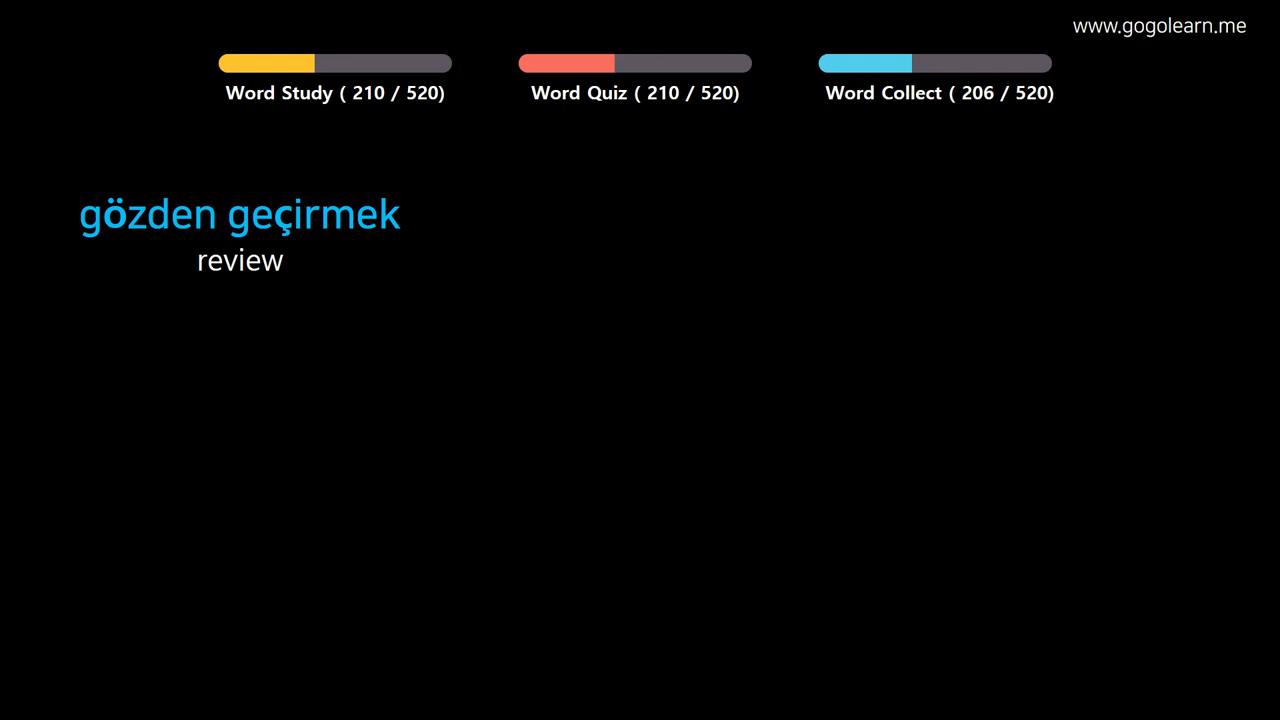 www.gogolearn.me
Word Study ( 210 / 520)
Word Quiz ( 210 / 520)
Word Collect ( 206 / 520)
gözden geçirmek
review